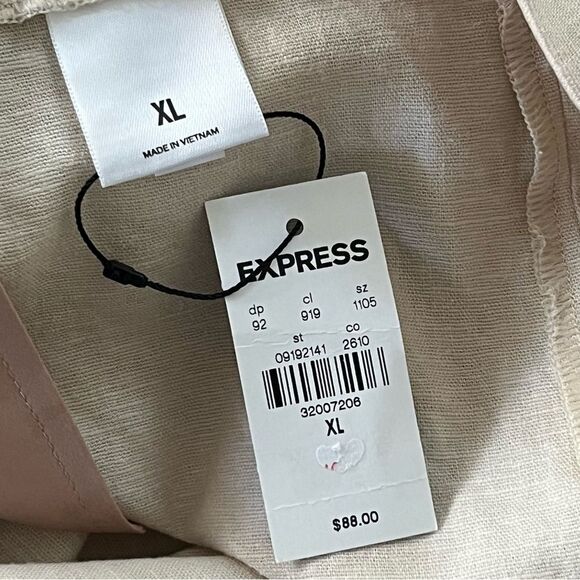 XL
MADE IN VIETNAM
EXPRESS
dp cl sz
92 919 1105
st co
09192141 2610
32007206
XL
$88.00